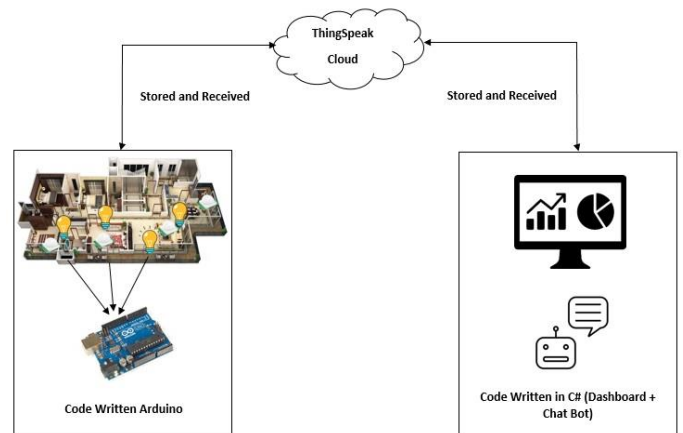 ThingSpeak
Cloud
Stored and Received
Stored and Received
Code Written Arduino
Code Written in C# (Dashboard +
Chat Bot)